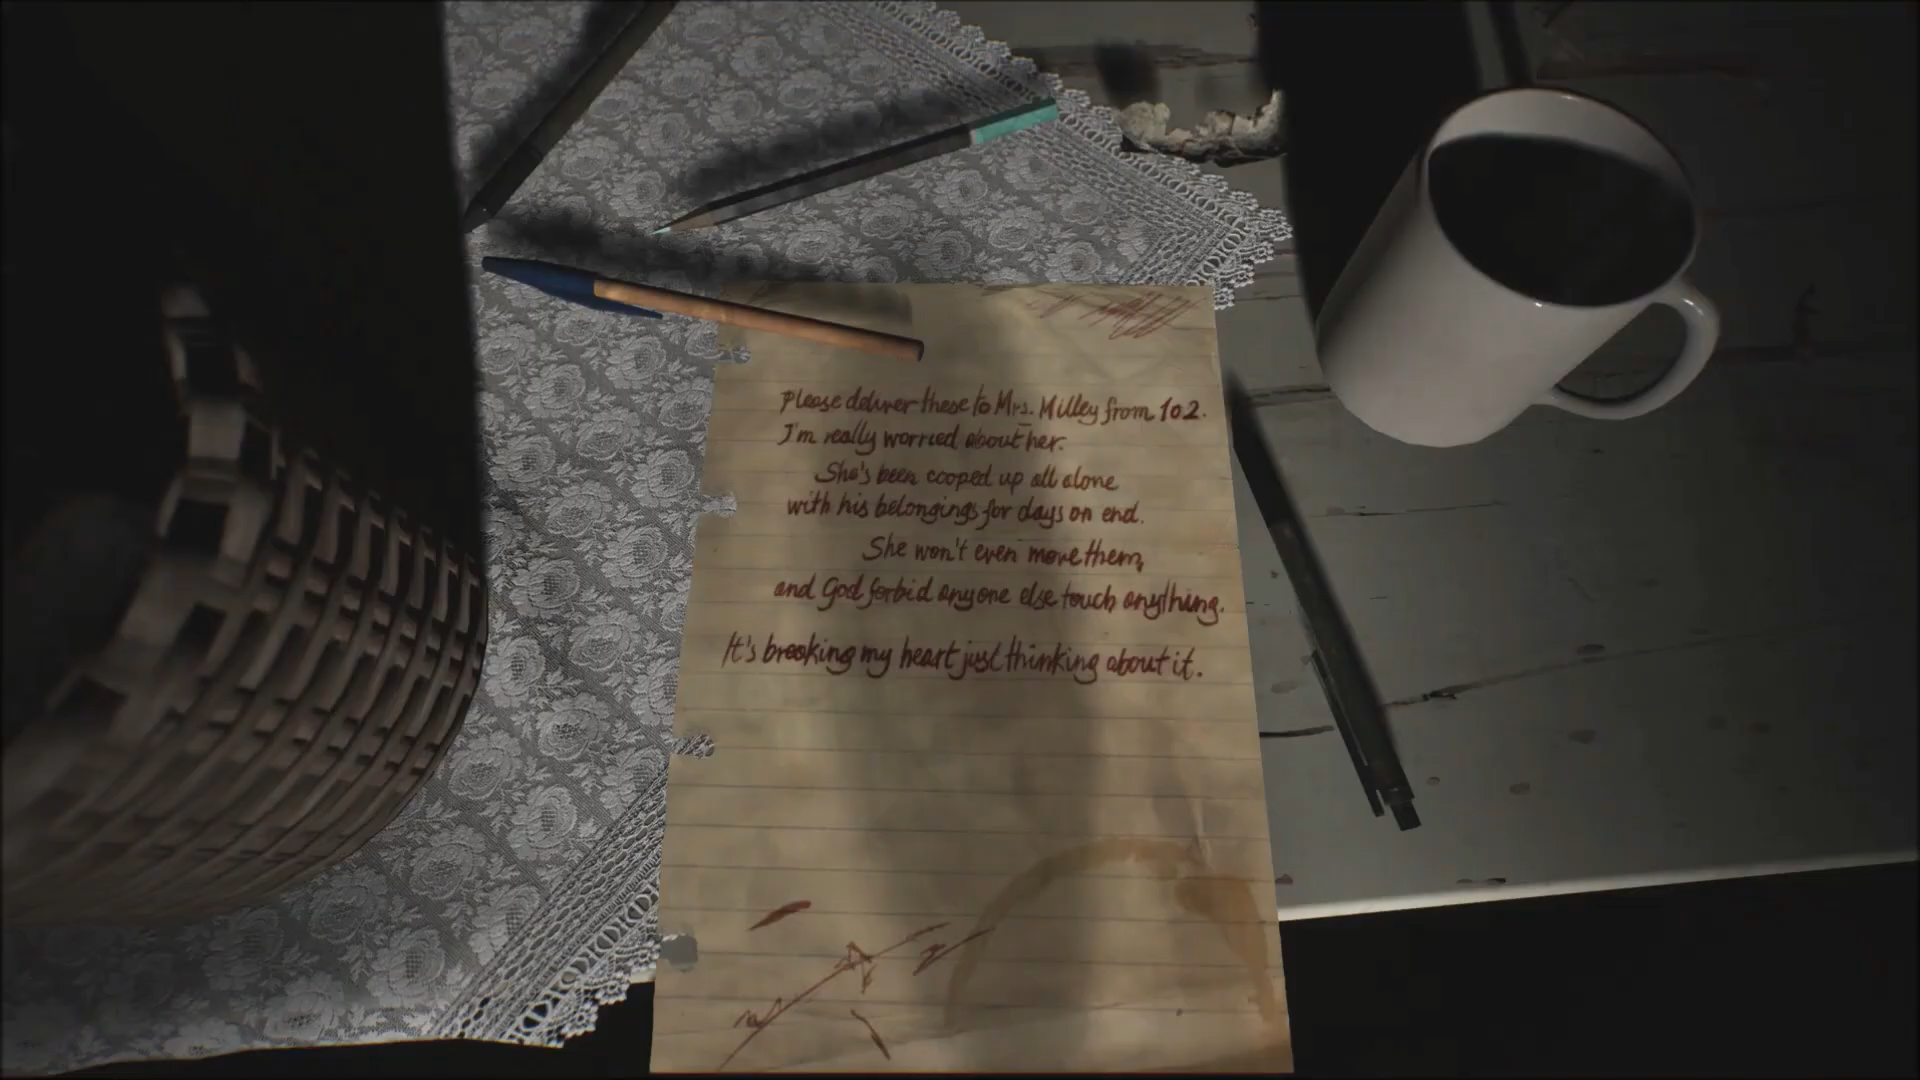 Please deliver these to Mrs. Milley from 102.
I'm really worried about her.
She's been cooped up all alone
with his belongings for days on end.
She won't even move them,
and God forbid anyone else touch anything.
It's breaking my heart just thinking about it.